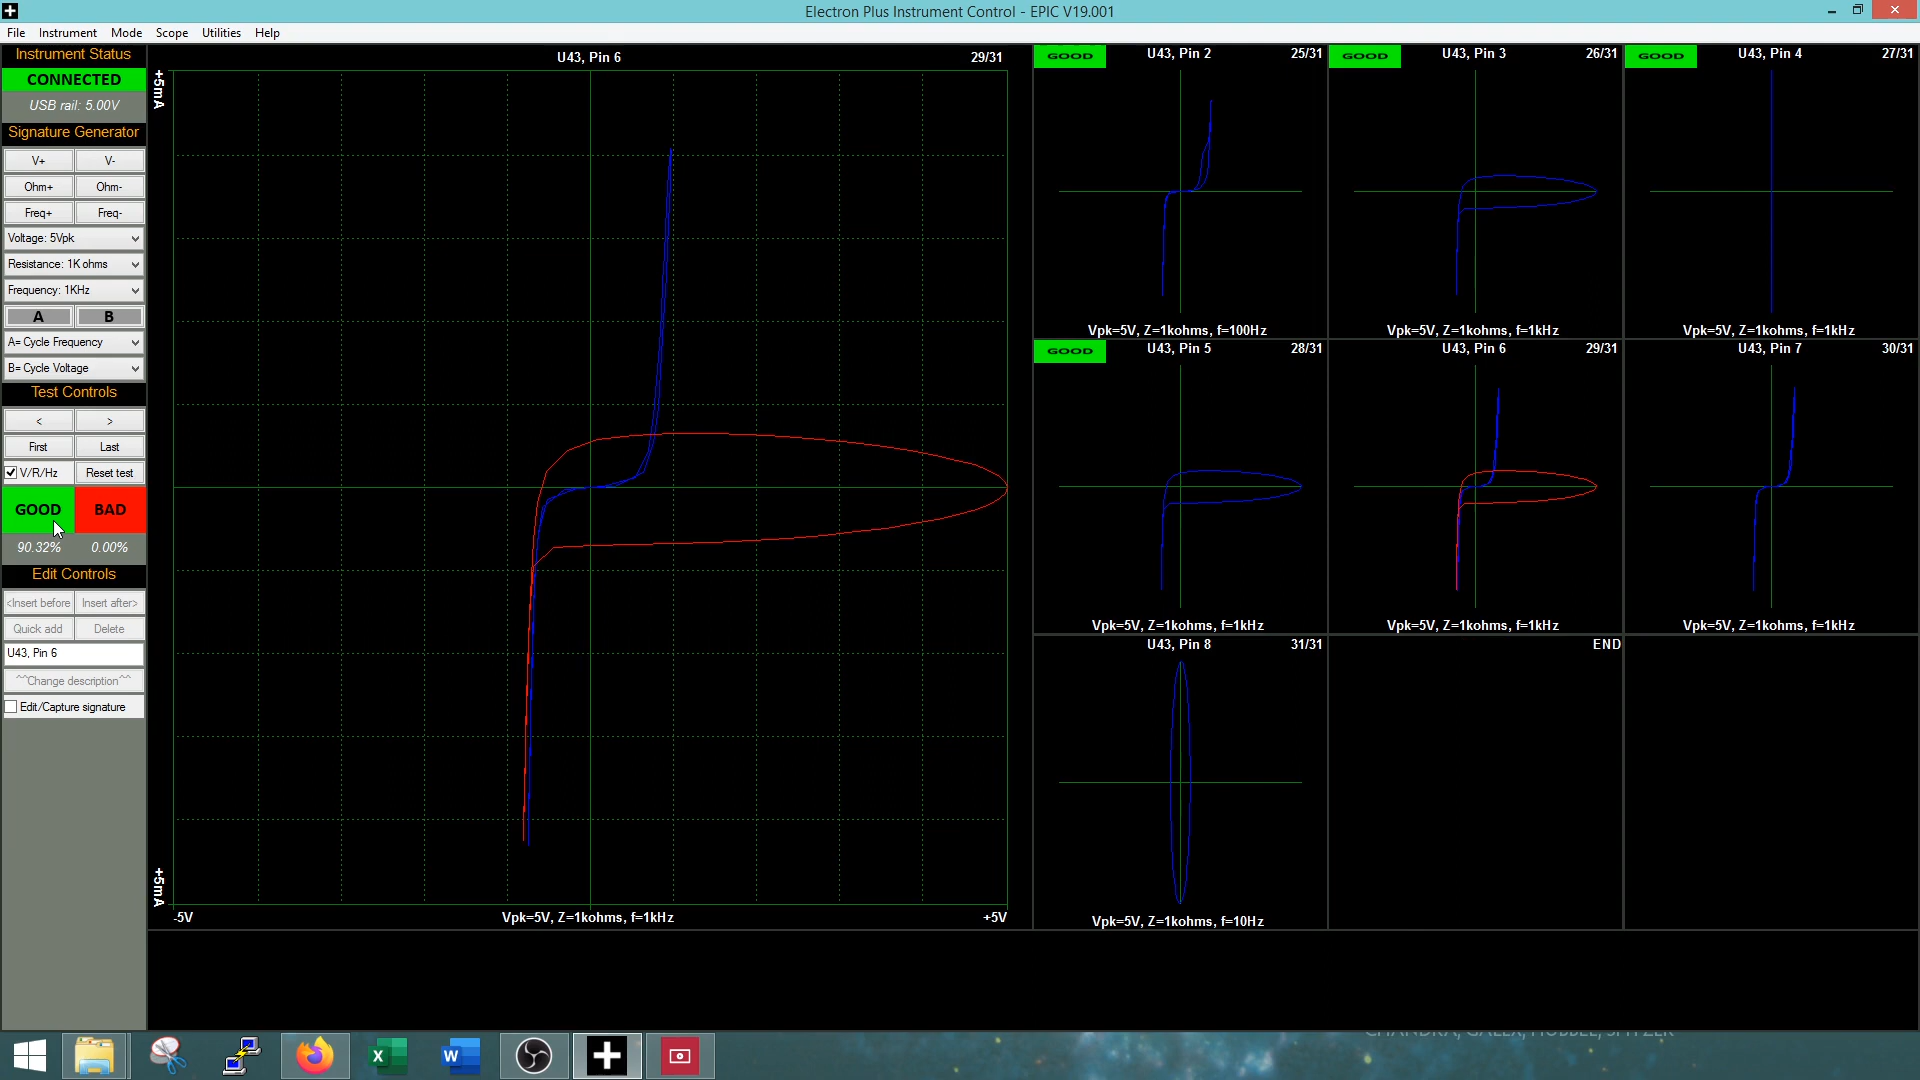 Electron Plus Instrument Control - EPIC V19.001
File Instrument Mode Scope Utilities Help
Instrument Status
CONNECTED
USB rail: 5.00V
Signature Generator
V+ V-
Ohm+ Ohm-
Freq+ Freq-
Voltage: 5Vpk
Resistance: 1K ohms
Frequency: 1KHz
A B
A= Cycle Frequency
B= Cycle Voltage
Test Controls
< >
First Last
V/R/Hz Reset test
GOOD BAD
90.32% 0.00%
Edit Controls
<Insert before Insert after>
Quick add Delete
U43, Pin 6
^^Change description^^
Edit/Capture signature
U43, Pin 6 29/31
+5mA
+5mA
-5V Vpk=5V, Z=1kohms, f=1kHz +5V
GOOD U43, Pin 2 25/31
Vpk=5V, Z=1kohms, f=100Hz
GOOD U43, Pin 3 26/31
Vpk=5V, Z=1kohms, f=1kHz
GOOD U43, Pin 4 27/31
Vpk=5V, Z=1kohms, f=1kHz
GOOD U43, Pin 5 28/31
Vpk=5V, Z=1kohms, f=1kHz
U43, Pin 6 29/31
Vpk=5V, Z=1kohms, f=1kHz
U43, Pin 7 30/31
Vpk=5V, Z=1kohms, f=1kHz
U43, Pin 8 31/31
Vpk=5V, Z=1kohms, f=10Hz
END
CHANDRA, GALEX, HUBBLE, SPITZER